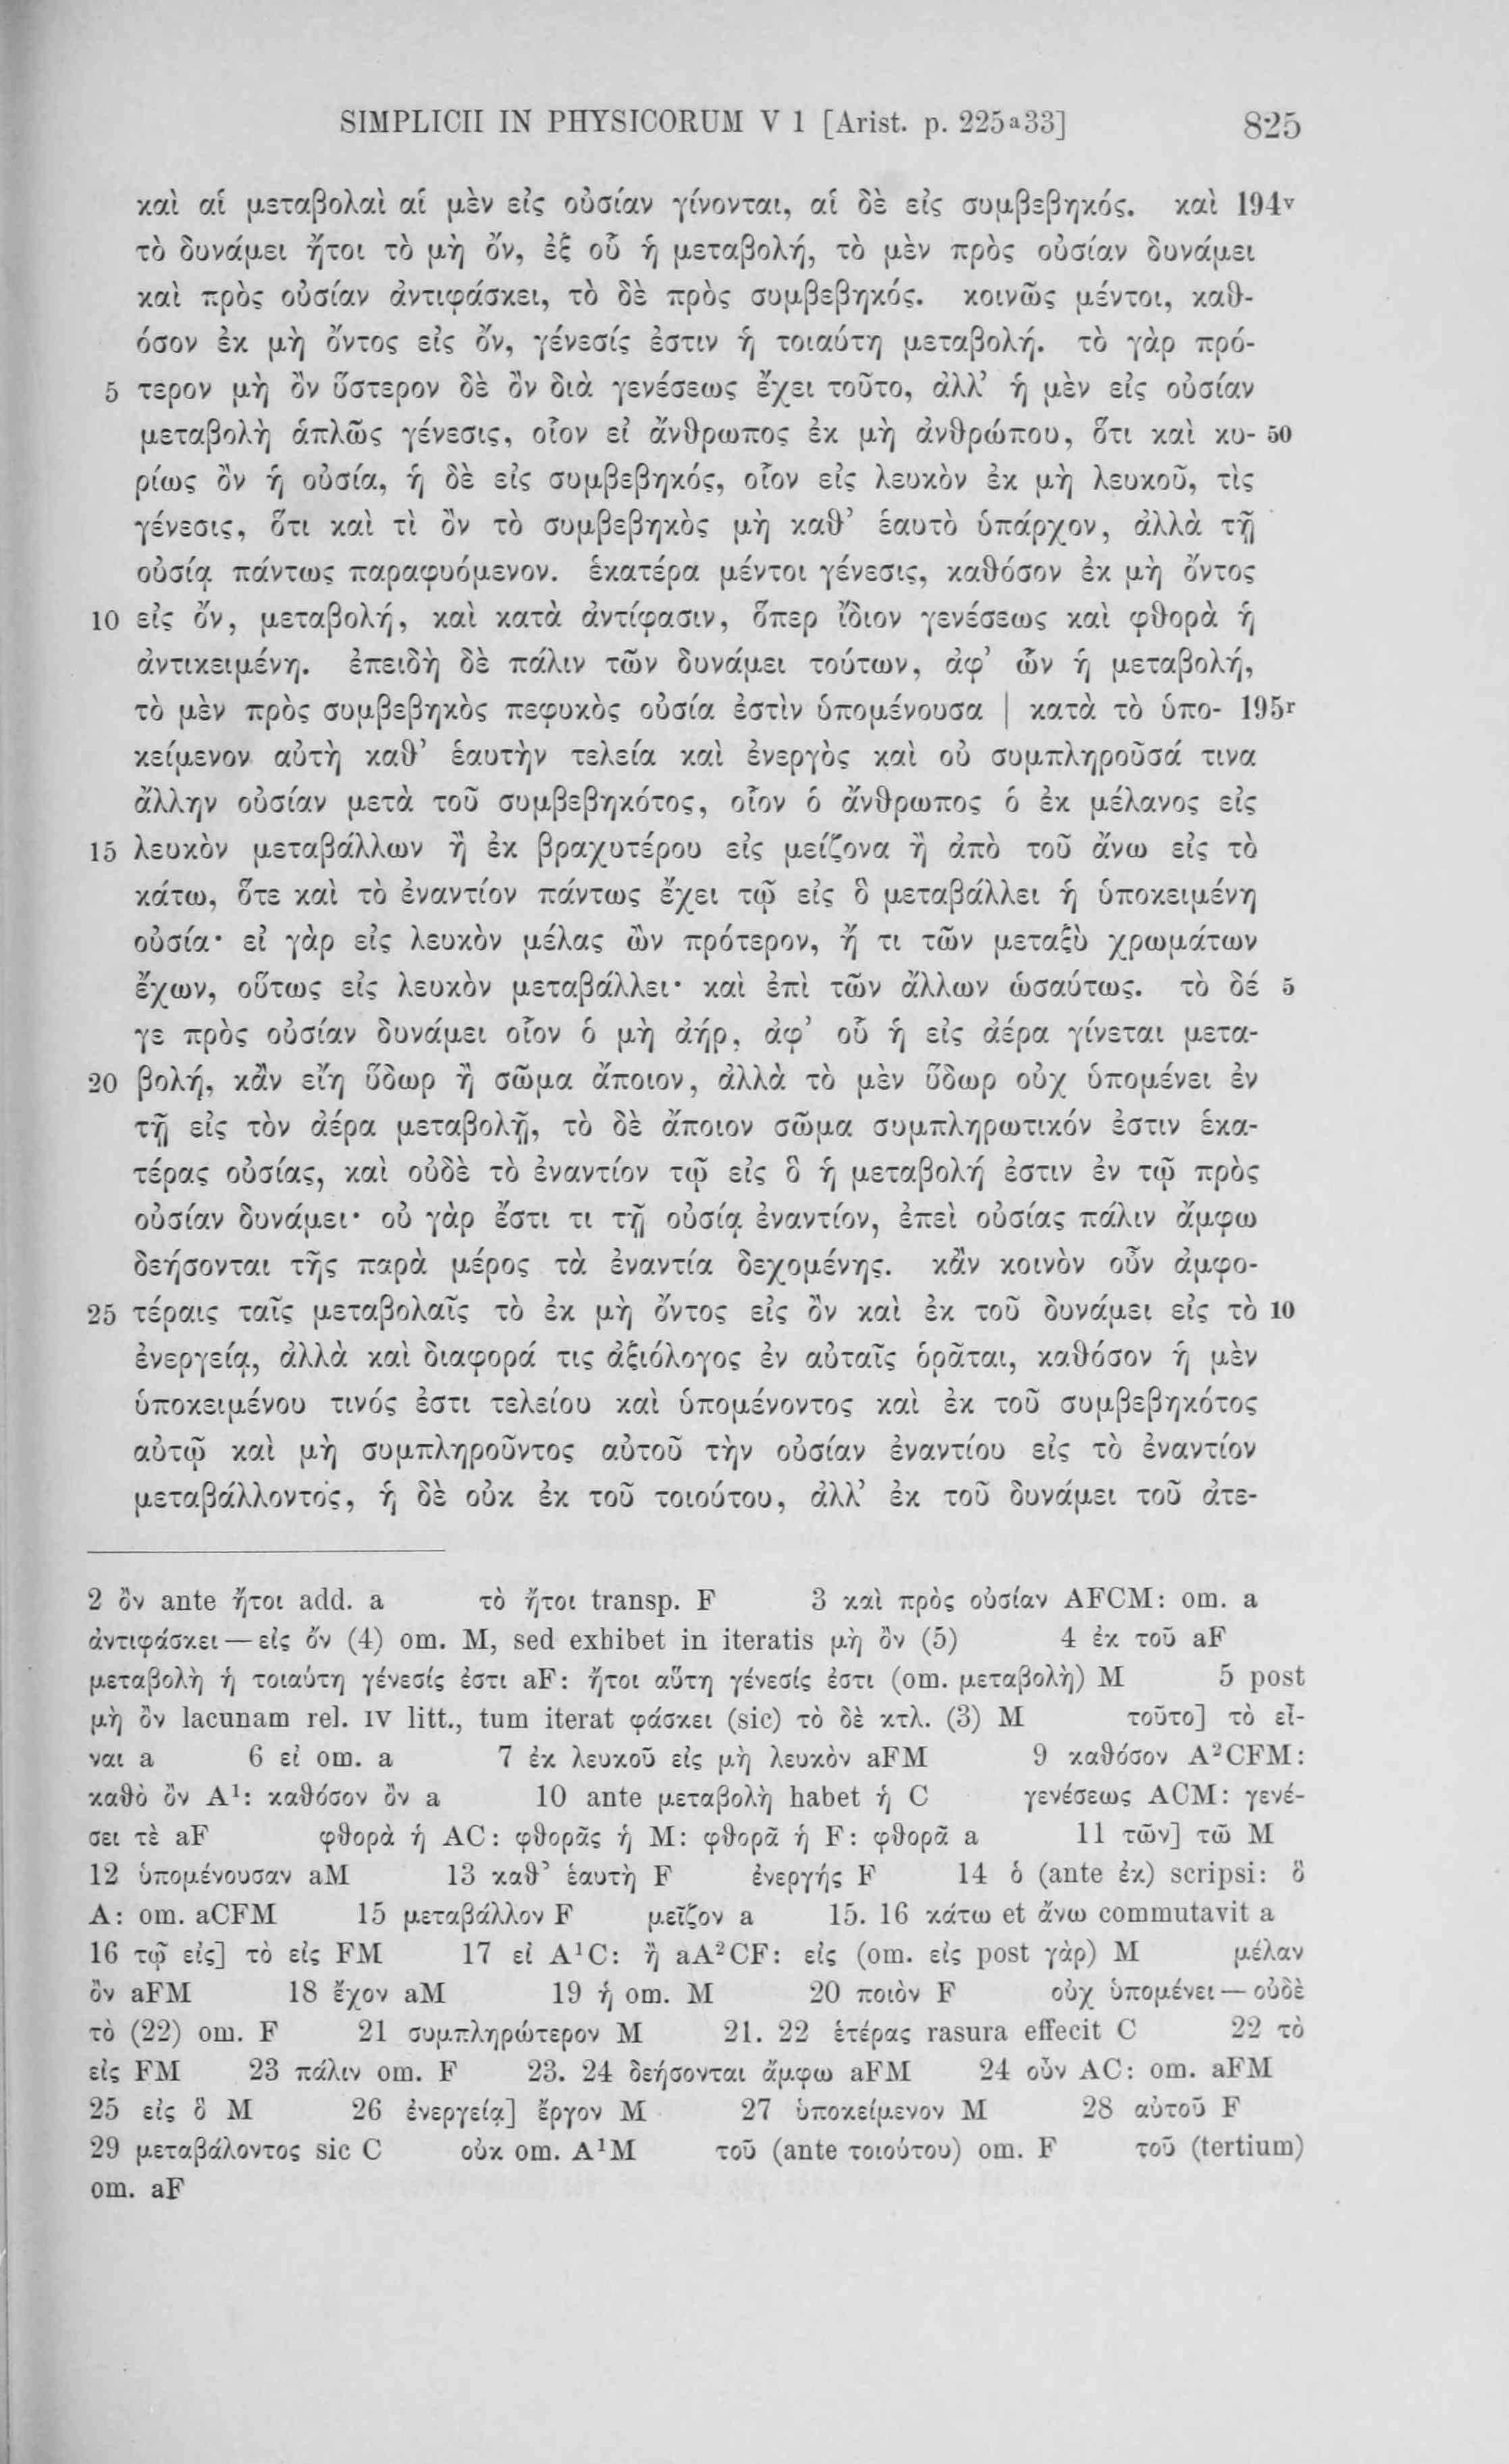 SIMPLICII IN PHYSICORUM V 1 [Arist. p. 225ᵃ33] 825
καὶ αἱ μεταβολαὶ αἱ μὲν εἰς οὐσίαν γίνονται, αἱ δὲ εἰς συμβεβηκός. καὶ 194ᵛ
τὸ δυνάμει ἤτοι τὸ μὴ ὄν, ἐξ οὗ ἡ μεταβολή, τὸ μὲν πρὸς οὐσίαν δυνάμει
καὶ πρὸς οὐσίαν ἀντιφάσκει, τὸ δὲ πρὸς συμβεβηκός. κοινῶς μέντοι, καθ-
όσον ἐκ μὴ ὄντος εἰς ὄν, γένεσίς ἐστιν ἡ τοιαύτη μεταβολή. τὸ γὰρ πρό-
5 τερον μὴ ὂν ὕστερον δὲ ὂν διὰ γενέσεως ἔχει τοῦτο, ἀλλ' ἡ μὲν εἰς οὐσίαν
μεταβολὴ ἁπλῶς γένεσις, οἷον εἰ ἄνθρωπος ἐκ μὴ ἀνθρώπου, ὅτι καὶ κυ- 50
ρίως ὂν ἡ οὐσία, ἡ δὲ εἰς συμβεβηκός, οἷον εἰς λευκὸν ἐκ μὴ λευκοῦ, τὶς
γένεσις, ὅτι καὶ τὶ ὂν τὸ συμβεβηκὸς μὴ καθ' ἑαυτὸ ὑπάρχον, ἀλλὰ τῇ
οὐσίᾳ πάντως παραφυόμενον. ἑκατέρα μέντοι γένεσις, καθόσον ἐκ μὴ ὄντος
10 εἰς ὄν, μεταβολή, καὶ κατὰ ἀντίφασιν, ὅπερ ἴδιον γενέσεως καὶ φθορὰ ἡ
ἀντικειμένη. ἐπειδὴ δὲ πάλιν τῶν δυνάμει τούτων, ἀφ' ὧν ἡ μεταβολή,
τὸ μὲν πρὸς συμβεβηκὸς πεφυκὸς οὐσία ἐστὶν ὑπομένουσα | κατὰ τὸ ὑπο- 195ʳ
κείμενον αὐτὴ καθ' ἑαυτὴν τελεία καὶ ἐνεργὸς καὶ οὐ συμπληροῦσά τινα
ἄλλην οὐσίαν μετὰ τοῦ συμβεβηκότος, οἷον ὁ ἄνθρωπος ὁ ἐκ μέλανος εἰς
15 λευκὸν μεταβάλλων ἢ ἐκ βραχυτέρου εἰς μείζονα ἢ ἀπὸ τοῦ ἄνω εἰς τὸ
κάτω, ὅτε καὶ τὸ ἐναντίον πάντως ἔχει τῷ εἰς ὃ μεταβάλλει ἡ ὑποκειμένη
οὐσία· εἰ γὰρ εἰς λευκὸν μέλας ὢν πρότερον, ἤ τι τῶν μεταξὺ χρωμάτων
ἔχων, οὕτως εἰς λευκὸν μεταβάλλει· καὶ ἐπὶ τῶν ἄλλων ὡσαύτως. τὸ δέ 5
γε πρὸς οὐσίαν δυνάμει οἷον ὁ μὴ ἀήρ, ἀφ' οὗ ἡ εἰς ἀέρα γίνεται μετα-
20 βολή, κἂν εἴη ὕδωρ ἢ σῶμα ἄποιον, ἀλλὰ τὸ μὲν ὕδωρ οὐχ ὑπομένει ἐν
τῇ εἰς τὸν ἀέρα μεταβολῇ, τὸ δὲ ἄποιον σῶμα συμπληρωτικόν ἐστιν ἑκα-
τέρας οὐσίας, καὶ οὐδὲ τὸ ἐναντίον τῷ εἰς ὃ ἡ μεταβολή ἐστιν ἐν τῷ πρὸς
οὐσίαν δυνάμει· οὐ γὰρ ἔστι τι τῇ οὐσίᾳ ἐναντίον, ἐπεὶ οὐσίας πάλιν ἄμφω
δεήσονται τῆς παρὰ μέρος τὰ ἐναντία δεχομένης. κἂν κοινὸν οὖν ἀμφο-
25 τέραις ταῖς μεταβολαῖς τὸ ἐκ μὴ ὄντος εἰς ὂν καὶ ἐκ τοῦ δυνάμει εἰς τὸ 10
ἐνεργείᾳ, ἀλλὰ καὶ διαφορά τις ἀξιόλογος ἐν αὐταῖς ὁρᾶται, καθόσον ἡ μὲν
ὑποκειμένου τινός ἐστι τελείου καὶ ὑπομένοντος καὶ ἐκ τοῦ συμβεβηκότος
αὐτῷ καὶ μὴ συμπληροῦντος αὐτοῦ τὴν οὐσίαν ἐναντίου εἰς τὸ ἐναντίον
μεταβάλλοντος, ἡ δὲ οὐκ ἐκ τοῦ τοιούτου, ἀλλ' ἐκ τοῦ δυνάμει τοῦ ἀτε-
2 ὂν ante ἤτοι add. a τὸ ἤτοι transp. F 3 καὶ πρὸς οὐσίαν AFCM: om. a
ἀντιφάσκει — εἰς ὄν (4) om. M, sed exhibet in iteratis μὴ ὂν (5) 4 ἐκ τοῦ aF
μεταβολὴ ἡ τοιαύτη γένεσίς ἐστι aF: ἤτοι αὕτη γένεσίς ἐστι (om. μεταβολὴ) M 5 post
μὴ ὂν lacunam rel. IV litt., tum iterat φάσκει (sic) τὸ δὲ κτλ. (3) M τοῦτο] τὸ εἶ-
ναι a 6 εἰ om. a 7 ἐκ λευκοῦ εἰς μὴ λευκὸν aFM 9 καθόσον A²CFM:
καθὸ ὂν A¹: καθόσον ὂν a 10 ante μεταβολὴ habet ἡ C γενέσεως ACM: γενέ-
σει τὲ aF φθορὰ ἡ AC: φθορᾶς ἡ M: φθορᾶ ἡ F: φθορᾶ a 11 τῶν] τῶ M
12 ὑπομένουσαν aM 13 καθ' ἑαυτὴ F ἐνεργής F 14 ὁ (ante ἐκ) scripsi: ὃ
A: om. aCFM 15 μεταβάλλον F μεῖζον a 15. 16 κάτω et ἄνω commutavit a
16 τῷ εἰς] τὸ εἰς FM 17 εἰ A¹C: ἢ aA²CF: εἰς (om. εἰς post γὰρ) M μέλαν
ὂν aFM 18 ἔχον aM 19 ἡ om. M 20 ποιὸν F οὐχ ὑπομένει — οὐδὲ
τὸ (22) om. F 21 συμπληρώτερον M 21. 22 ἑτέρας rasura effecit C 22 τὸ
εἰς FM 23 πάλιν om. F 23. 24 δεήσονται ἄμφω aFM 24 οὖν AC: om. aFM
25 εἰς ὃ M 26 ἐνεργείᾳ] ἔργον M 27 ὑποκείμενον M 28 αὐτοῦ F
29 μεταβάλοντος sic C οὐκ om. A¹M τοῦ (ante τοιούτου) om. F τοῦ (tertium)
om. aF